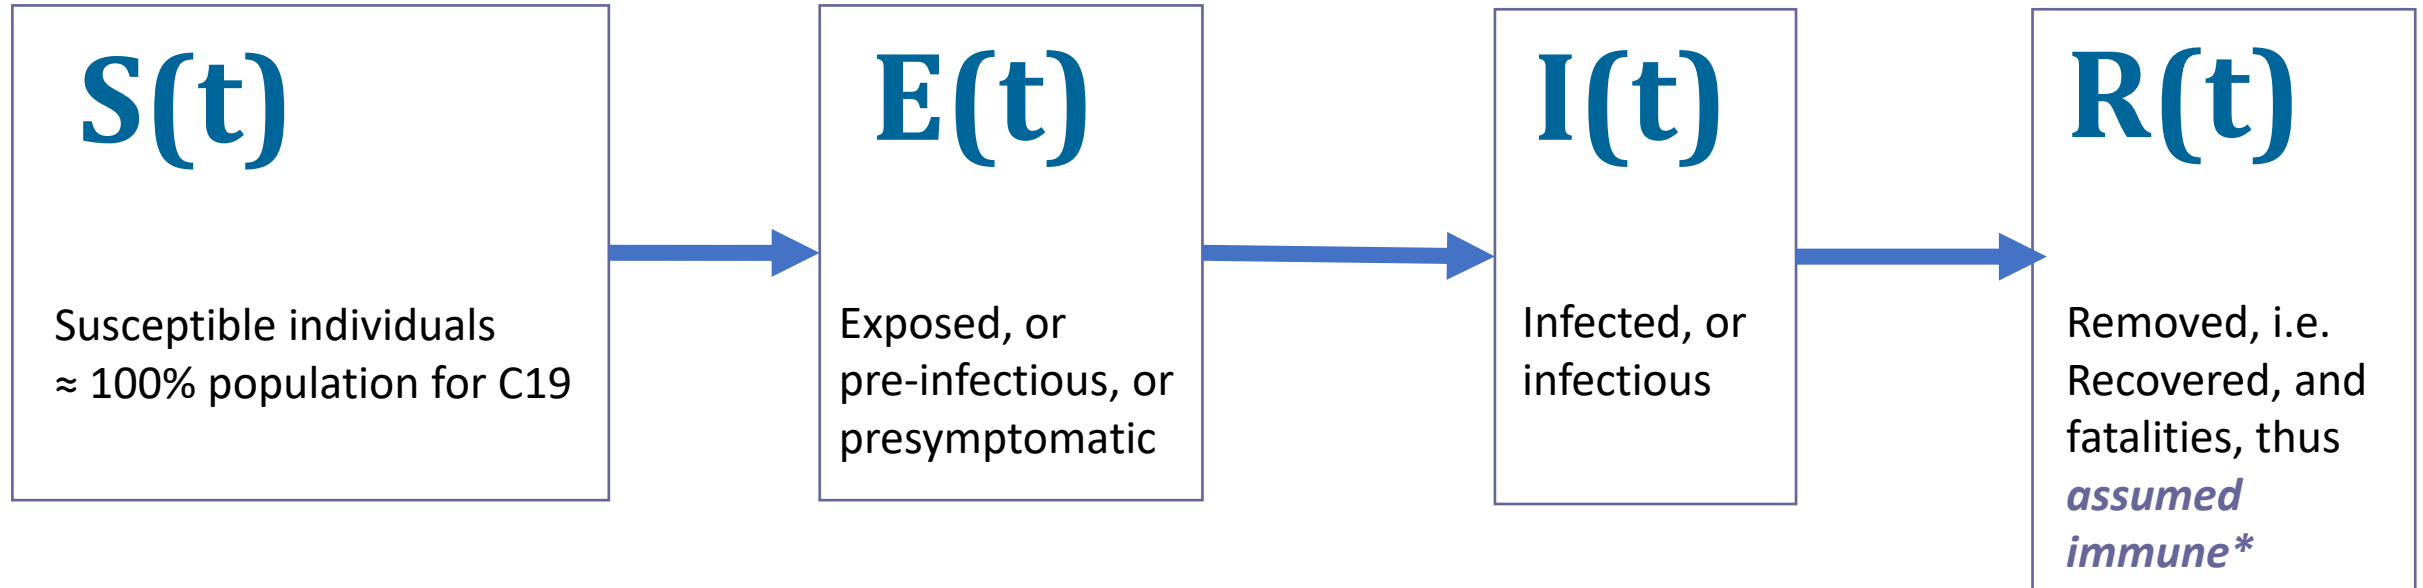 S(t)
Susceptible individuals
≈ 100% population for C19
E(t)
Exposed, or
pre-infectious, or
presymptomatic
I(t)
Infected, or
infectious
R(t)
Removed, i.e.
Recovered, and
fatalities, thus
assumed
immune*